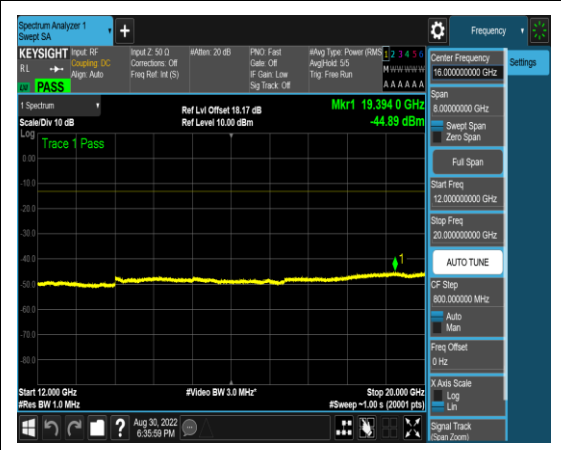 Spectrum Analyzer 1
Swept SA
+
Frequency
KEYSIGHT
RL
PASS
Input: RF
Coupling: DC
Align: Auto
Input Z: 50 Ω
Corrections: Off
Freq Ref: Int (S)
#Atten: 20 dB
PNO: Fast
Gate: Off
IF Gain: Low
Sig Track: Off
#Avg Type: Power (RMS
Avg|Hold: 5/5
Trig: Free Run
1 2 3 4 5 6
M W W W W W
A A A A A A
Settings
Center Frequency
16.000000000 GHz
Span
8.00000000 GHz
Swept Span
Zero Span
Full Span
Start Freq
12.000000000 GHz
Stop Freq
20.000000000 GHz
AUTO TUNE
CF Step
800.000000 MHz
Auto
Man
Freq Offset
0 Hz
X Axis Scale
Log
Lin
Signal Track
(Span Zoom)
1 Spectrum
Scale/Div 10 dB
Ref Lvl Offset 18.17 dB
Ref Level 10.00 dBm
Mkr1 19.394 0 GHz
-44.89 dBm
Log
Trace 1 Pass
0.00
-10.0
-20.0
-30.0
-40.0
-50.0
-60.0
-70.0
-80.0
1
Start 12.000 GHz
#Res BW 1.0 MHz
#Video BW 3.0 MHz*
Stop 20.000 GHz
#Sweep ~1.00 s (20001 pts)
?
Aug 30, 2022
6:35:59 PM